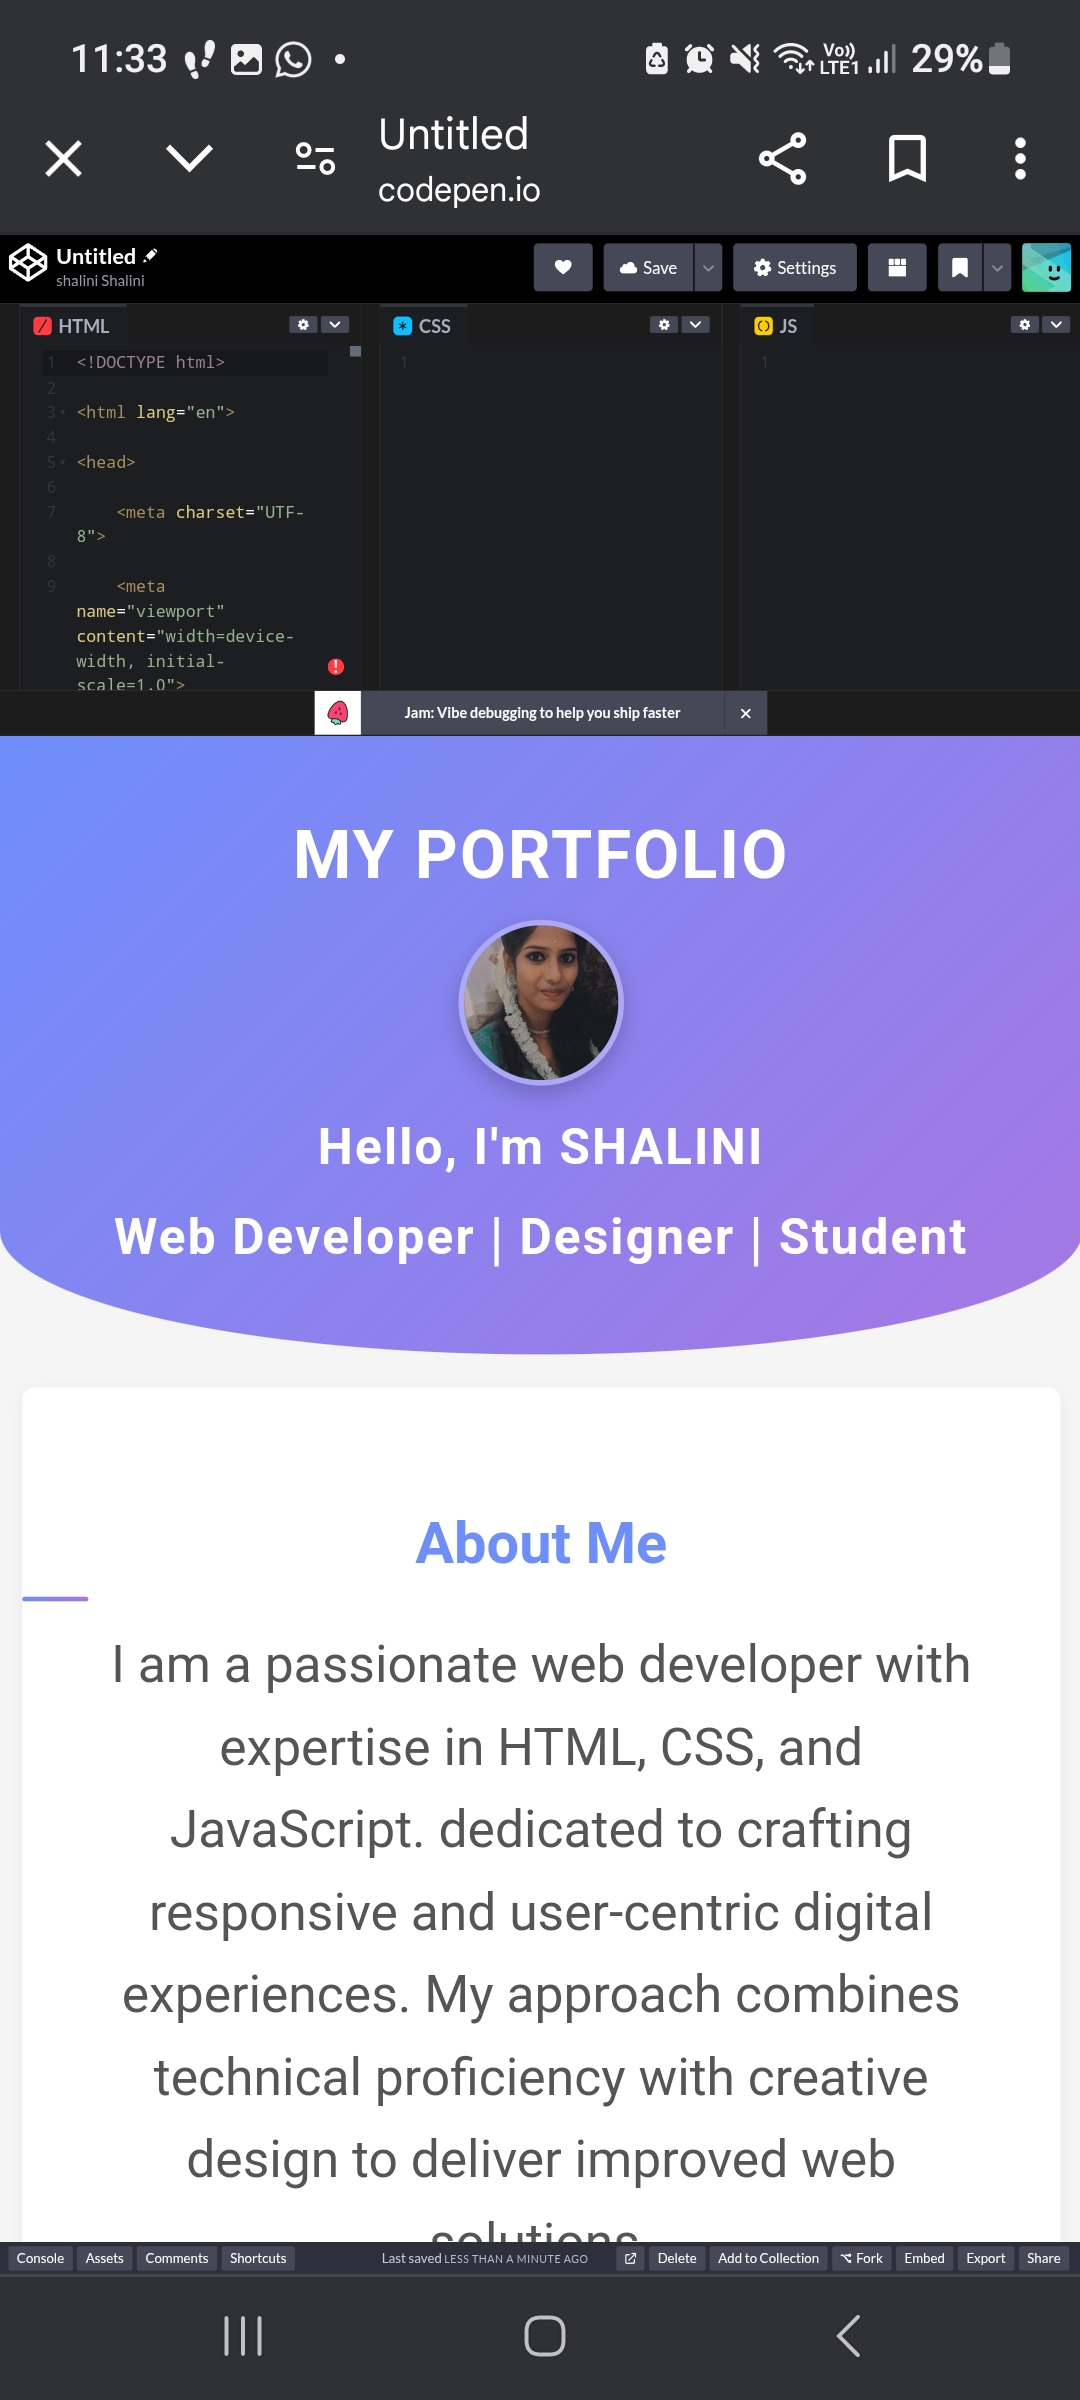 11:33
Vo)) LTE1
29%
Untitled
codepen.io
Untitled
shalini Shalini
Save
Settings
HTML
CSS
JS
1 <!DOCTYPE html>
2
3 <html lang="en">
4
5 <head>
6
7 <meta charset="UTF-
8">
8
9 <meta
name="viewport"
content="width=device-
width, initial-
scale=1.0">
1
1
Jam: Vibe debugging to help you ship faster
MY PORTFOLIO
Hello, I'm SHALINI
Web Developer | Designer | Student
About Me
I am a passionate web developer with
expertise in HTML, CSS, and
JavaScript. dedicated to crafting
responsive and user-centric digital
experiences. My approach combines
technical proficiency with creative
design to deliver improved web
solutions
Console Assets Comments Shortcuts Last saved LESS THAN A MINUTE AGO Delete Add to Collection Fork Embed Export Share